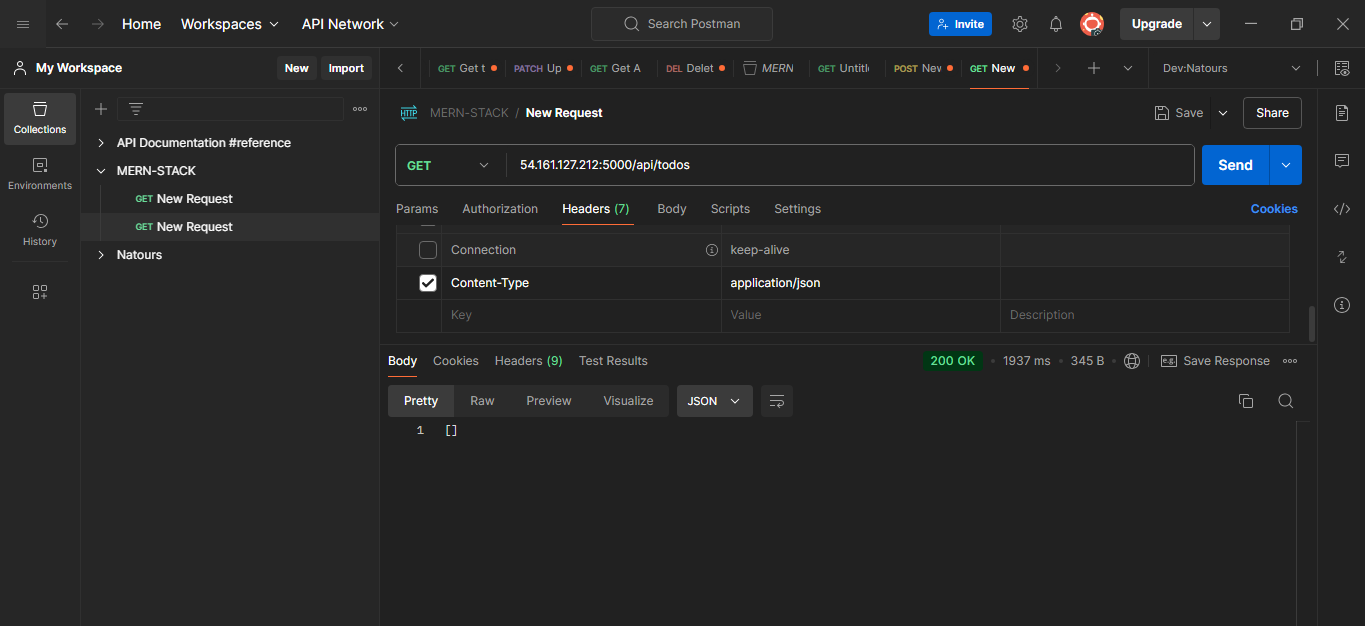 Home Workspaces API Network Search Postman Invite Upgrade
My Workspace New Import GET Get t PATCH Up GET Get A DEL Delet MERN GET Untitl POST Nev GET New Dev:Natours
Collections
Environments
History
API Documentation #reference
MERN-STACK
GET New Request
GET New Request
Natours
HTTP MERN-STACK / New Request Save Share
GET 54.161.127.212:5000/api/todos Send
Params Authorization Headers (7) Body Scripts Settings Cookies
Connection keep-alive
Content-Type application/json
Key Value Description
Body Cookies Headers (9) Test Results 200 OK • 1937 ms • 345 B e.g. Save Response
Pretty Raw Preview Visualize JSON
1 []